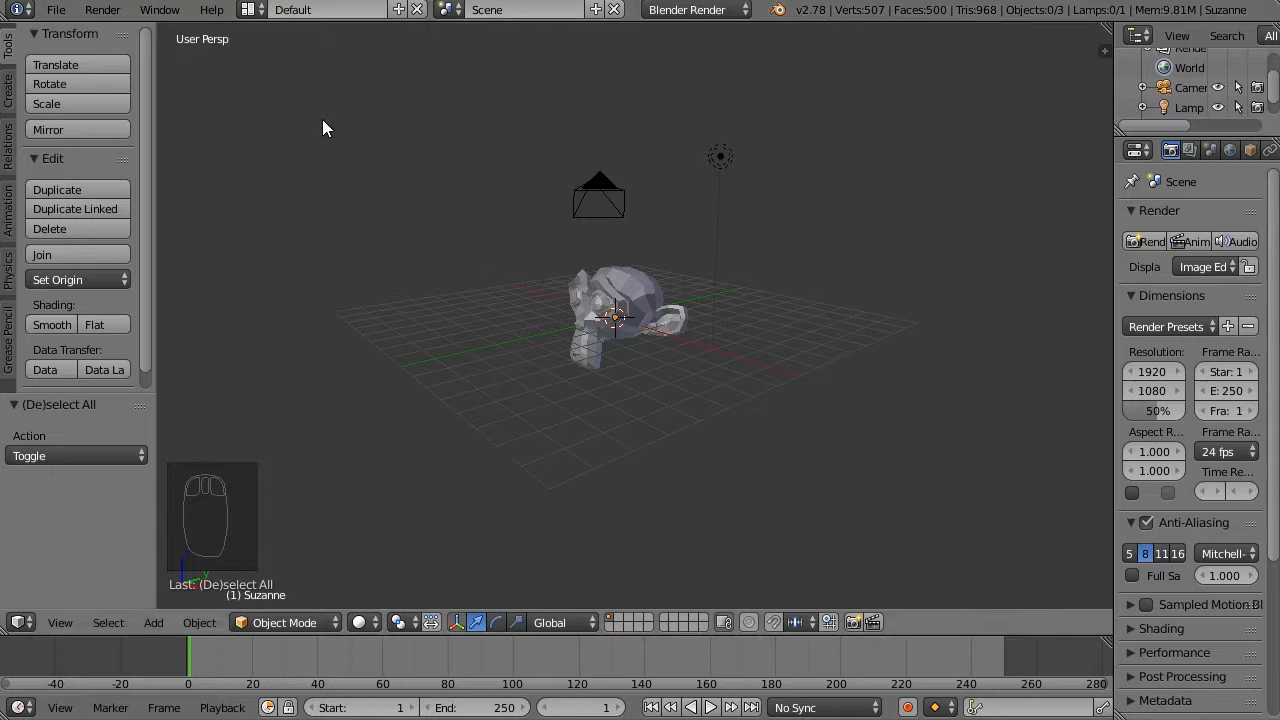 File Render Window Help Default Scene Blender Render v2.78 | Verts:507 | Faces:500 | Tris:968 | Objects:0/3 | Lamps:0/1 | Mem:9.81M | Suzanne
Tools
Create
Relations
Animation
Physics
Grease Pencil
Transform
Translate
Rotate
Scale
Mirror
Edit
Duplicate
Duplicate Linked
Delete
Join
Set Origin
Shading:
Smooth Flat
Data Transfer:
Data Data La
(De)select All
Action
Toggle
User Persp
Last: (De)select All
(1) Suzanne
View Search All
World
Camer
Lamp
Scene
Render
Rend Anim Audio
Displa Image Ed
Dimensions
Render Presets
Resolution: Frame Ra...
1920 Star: 1
1080 E: 250
50% Fra: 1
Aspect R... Frame Ra...
1.000 24 fps
1.000 Time Re...
Anti-Aliasing
5 8 11 16 Mitchell-
Full Sa 1.000
Sampled Motion Bl
Shading
Performance
Post Processing
Metadata
View Select Add Object Object Mode Global
-40 -20 0 20 40 60 80 100 120 140 160 180 200 220 240 260 280
View Marker Frame Playback Start: 1 End: 250 1 No Sync